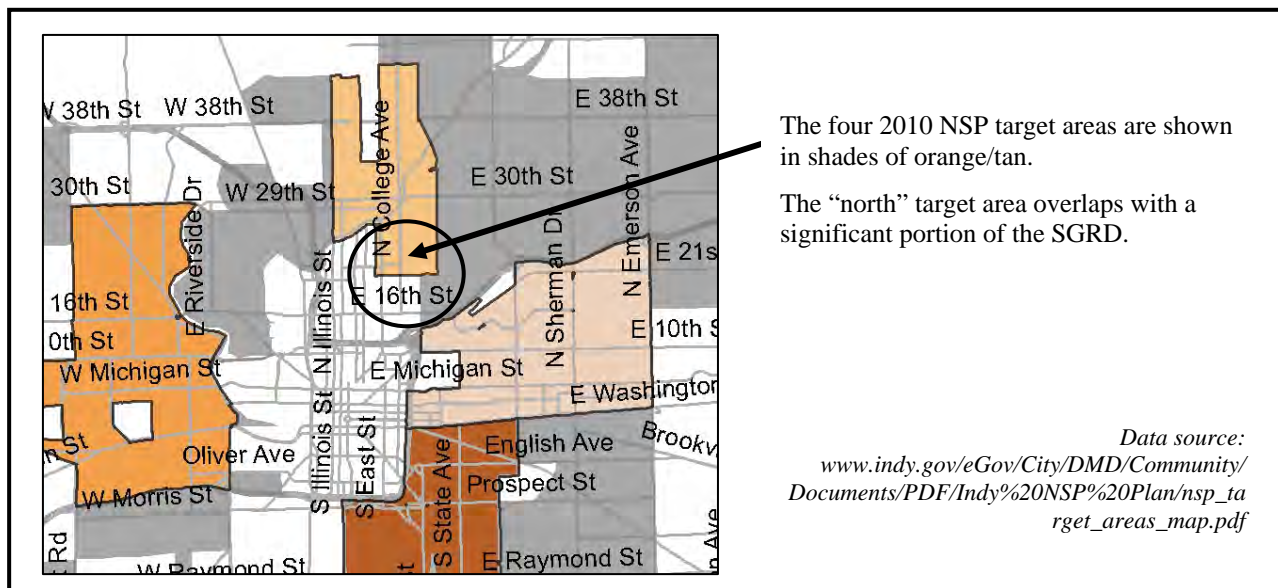 W 38th St
W 38th St
E 38th St
N College Ave
N Emerson Ave
30th St
E Riverside Dr
W 29th St
E 30th St
N Sherman Dr
E 21s
16th St
N Illinois St
E 16th St
0th St
E 10th S
W Michigan St
E Michigan St
E Washington
S Illinois St
S East St
Brookv
n St
Oliver Ave
English Ave
W Morris St
Prospect St
S State Ave
Rd
W Raymond St
st
E Raymond St
n Ave
The four 2010 NSP target areas are shown
in shades of orange/tan.
The “north” target area overlaps with a
significant portion of the SGRD.
Data source:
www.indy.gov/eGov/City/DMD/Community/
Documents/PDF/Indy%20NSP%20Plan/nsp_ta
rget_areas_map.pdf